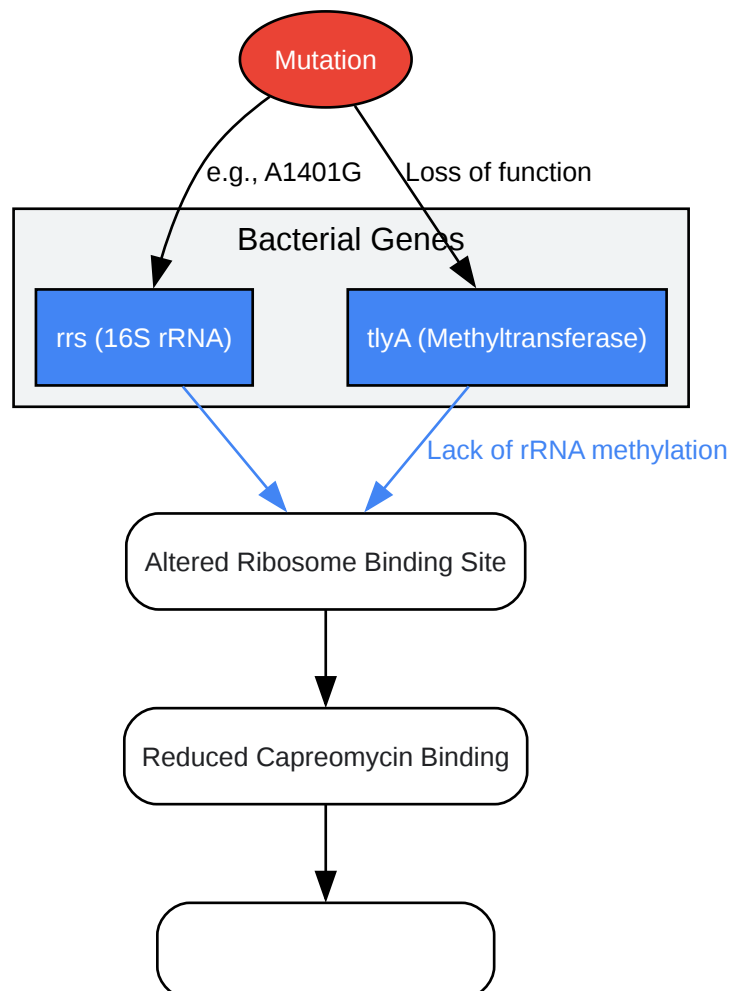 Mutation
e.g., A1401G
Loss of function
Bacterial Genes
rrs (16S rRNA)
tlyA (Methyltransferase)
Lack of rRNA methylation
Altered Ribosome Binding Site
Reduced Capreomycin Binding